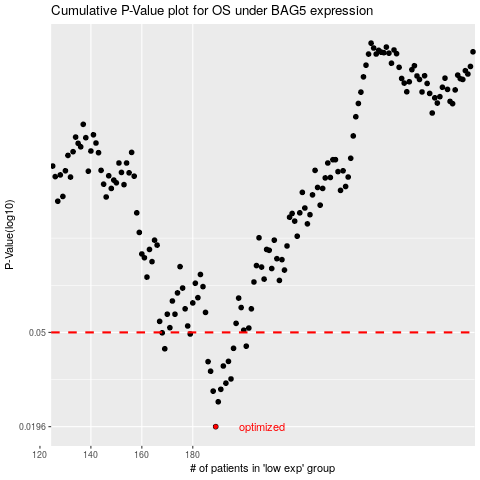 Cumulative P-Value plot for OS under BAG5 expression
P-Value(log10)
0.05
0.0196
optimized
120 140 160 180
# of patients in 'low exp' group